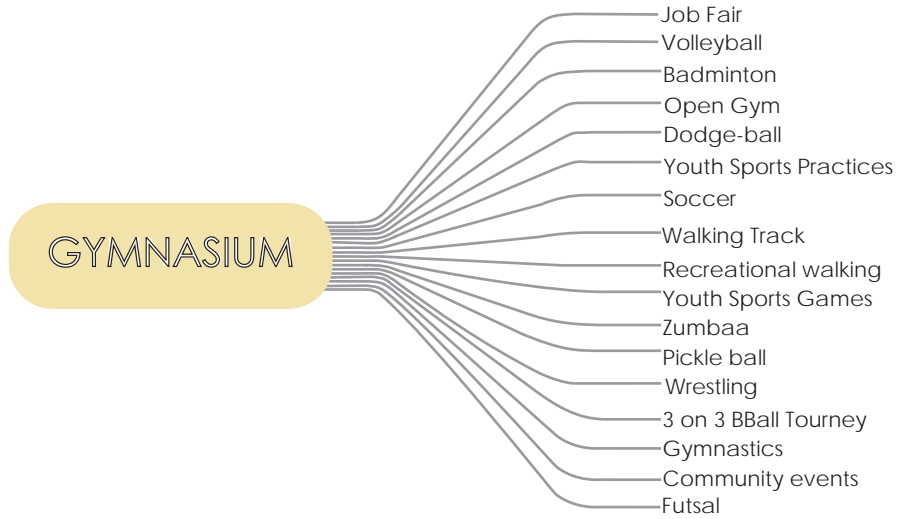 GYMNASIUM
Job Fair
Volleyball
Badminton
Open Gym
Dodge-ball
Youth Sports Practices
Soccer
Walking Track
Recreational walking
Youth Sports Games
Zumbaa
Pickle ball
Wrestling
3 on 3 BBall Tourney
Gymnastics
Community events
Futsal